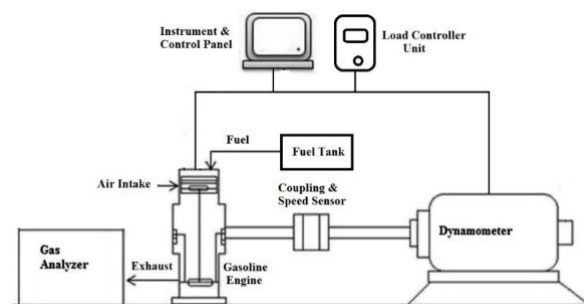 Instrument &
Control Panel
Load Controller
Unit
Fuel
Fuel Tank
Air Intake
Coupling &
Speed Sensor
Dynamometer
Gas
Analyzer
Exhaust
Gasoline
Engine